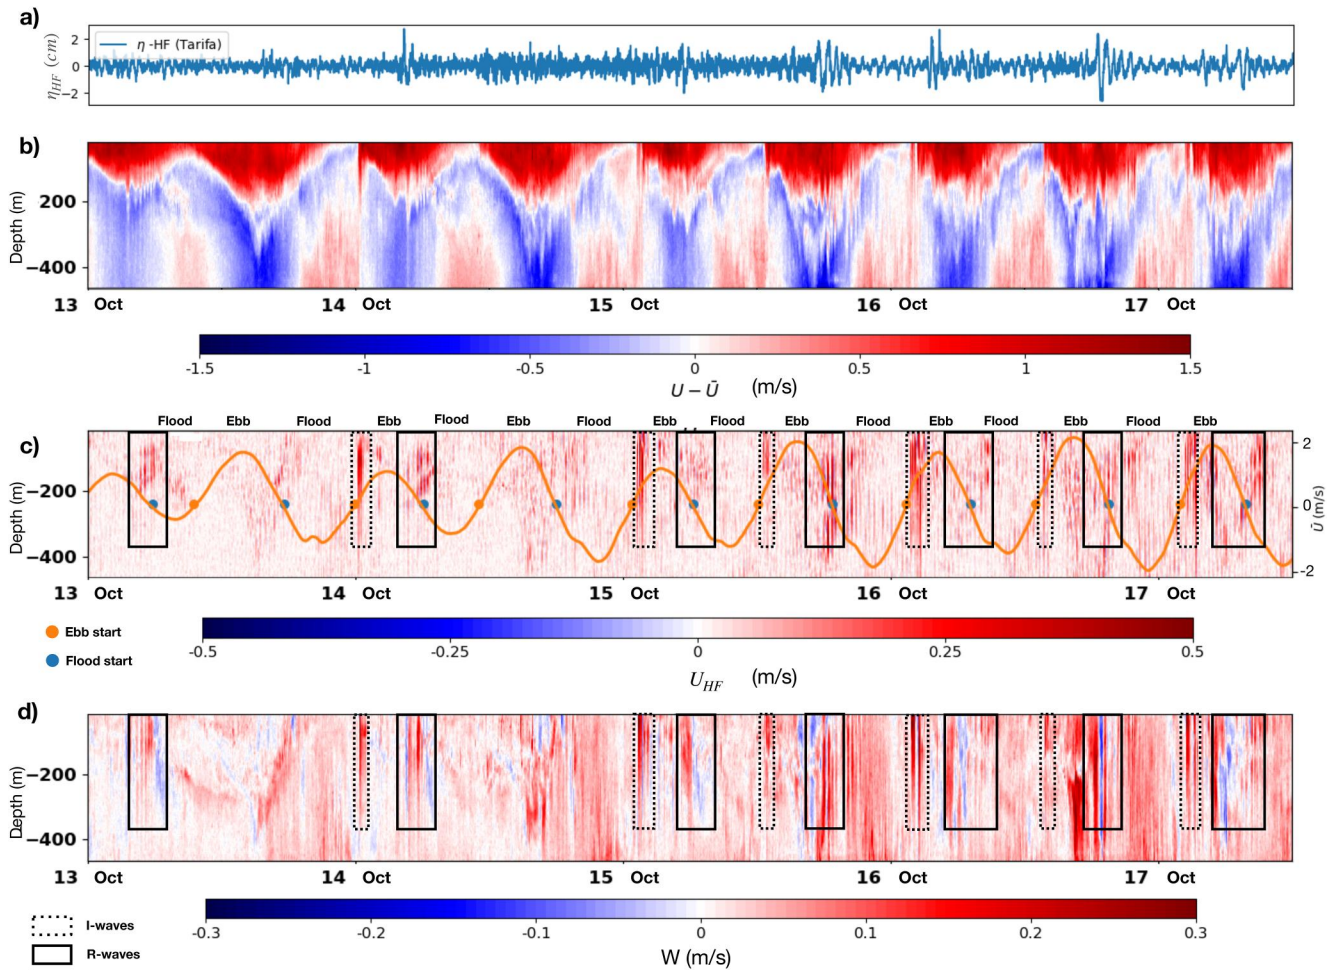 a)
2
0
−2
η_HF (cm)
η -HF (Tarifa)
b)
200
−400
Depth (m)
13 Oct 14 Oct 15 Oct 16 Oct 17 Oct
-1.5 -1 -0.5 0 0.5 1 1.5
U − Ū (m/s)
Flood Ebb Flood Ebb Flood Ebb Flood Ebb Flood Ebb Flood Ebb Flood Ebb Flood Ebb
c)
−200
−400
Depth (m)
2
0
-2
Ū (m/s)
13 Oct 14 Oct 15 Oct 16 Oct 17 Oct
Ebb start
Flood start
-0.5 -0.25 0 0.25 0.5
U_HF (m/s)
d)
−200
−400
Depth (m)
13 Oct 14 Oct 15 Oct 16 Oct 17 Oct
I-waves
R-waves
-0.3 -0.2 -0.1 0 0.1 0.2 0.3
W (m/s)